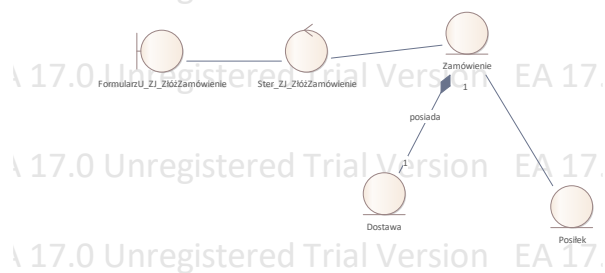 A 17.0 Unregistered Trial Version EA 17.
FormularzU_ZJ_ZłóżZamówienie
Ster_ZJ_ZłóżZamówienie
Zamówienie
1
posiada
A 17.0 Unregistered Trial Version EA 17.
1
Dostawa
Posiłek
A 17.0 Unregistered Trial Version EA 17.